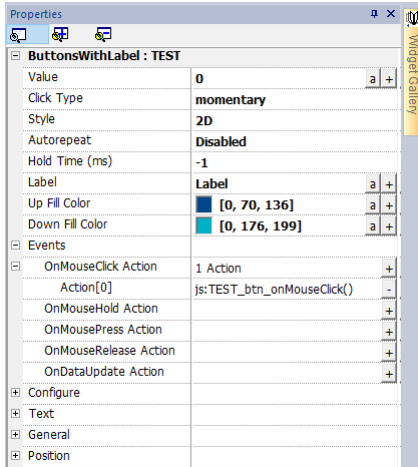 Properties
ButtonsWithLabel : TEST
Value 0 a +
Click Type momentary
Style 2D
Autorepeat Disabled
Hold Time (ms) -1
Label Label a +
Up Fill Color [0, 70, 136] a +
Down Fill Color [0, 176, 199] a +
Events
OnMouseClick Action 1 Action +
Action[0] js:TEST_btn_onMouseClick() -
OnMouseHold Action +
OnMousePress Action +
OnMouseRelease Action +
OnDataUpdate Action +
Configure
Text
General
Position
Widget Gallery